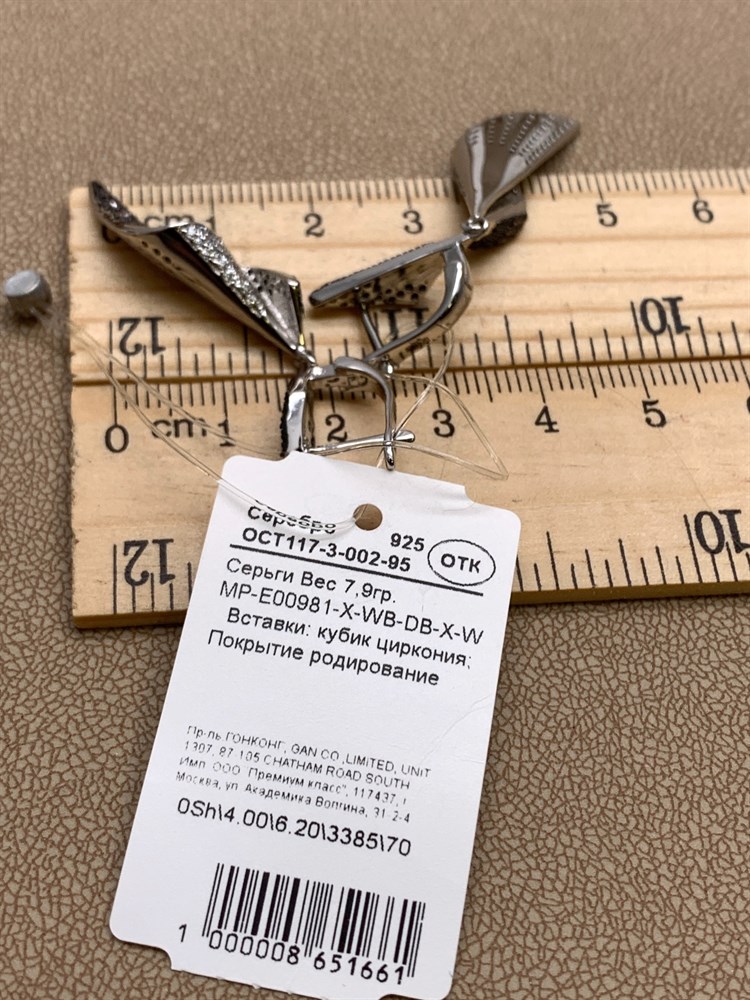 cm 1 2 3 5 6
12 11 10
0 cm 1 2 3 4 5
12 10
Серебро 925
ОСТ117-3-002-95 ОТК
Серьги Вес 7,9гр.
MP-E00981-X-WB-DB-X-W
Вставки: кубик циркония;
Покрытие родирование
Пр-ль ГОНКОНГ, GAN CO.,LIMITED, UNIT
1307, 87 105 CHATHAM ROAD SOUTH
Имп. ООО "Премиум класс", 117437, г.
Москва, ул. Академика Волгина, 31-2-4
0Sh\4.00\6.20\3385\70
1 000008 651661